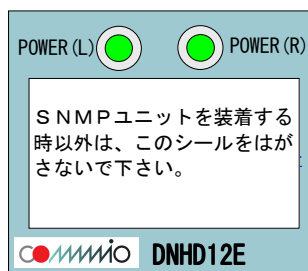 POWER(L) POWER(R)
SNMPユニットを装着する
時以外は、このシールをはが
さないで下さい。
commnio DNHD12E